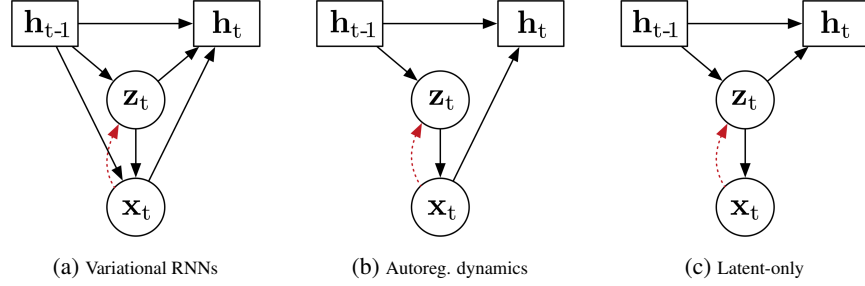 h_{t-1} h_t h_{t-1} h_t h_{t-1} h_t
z_t z_t z_t
x_t x_t x_t
(a) Variational RNNs (b) Autoreg. dynamics (c) Latent-only